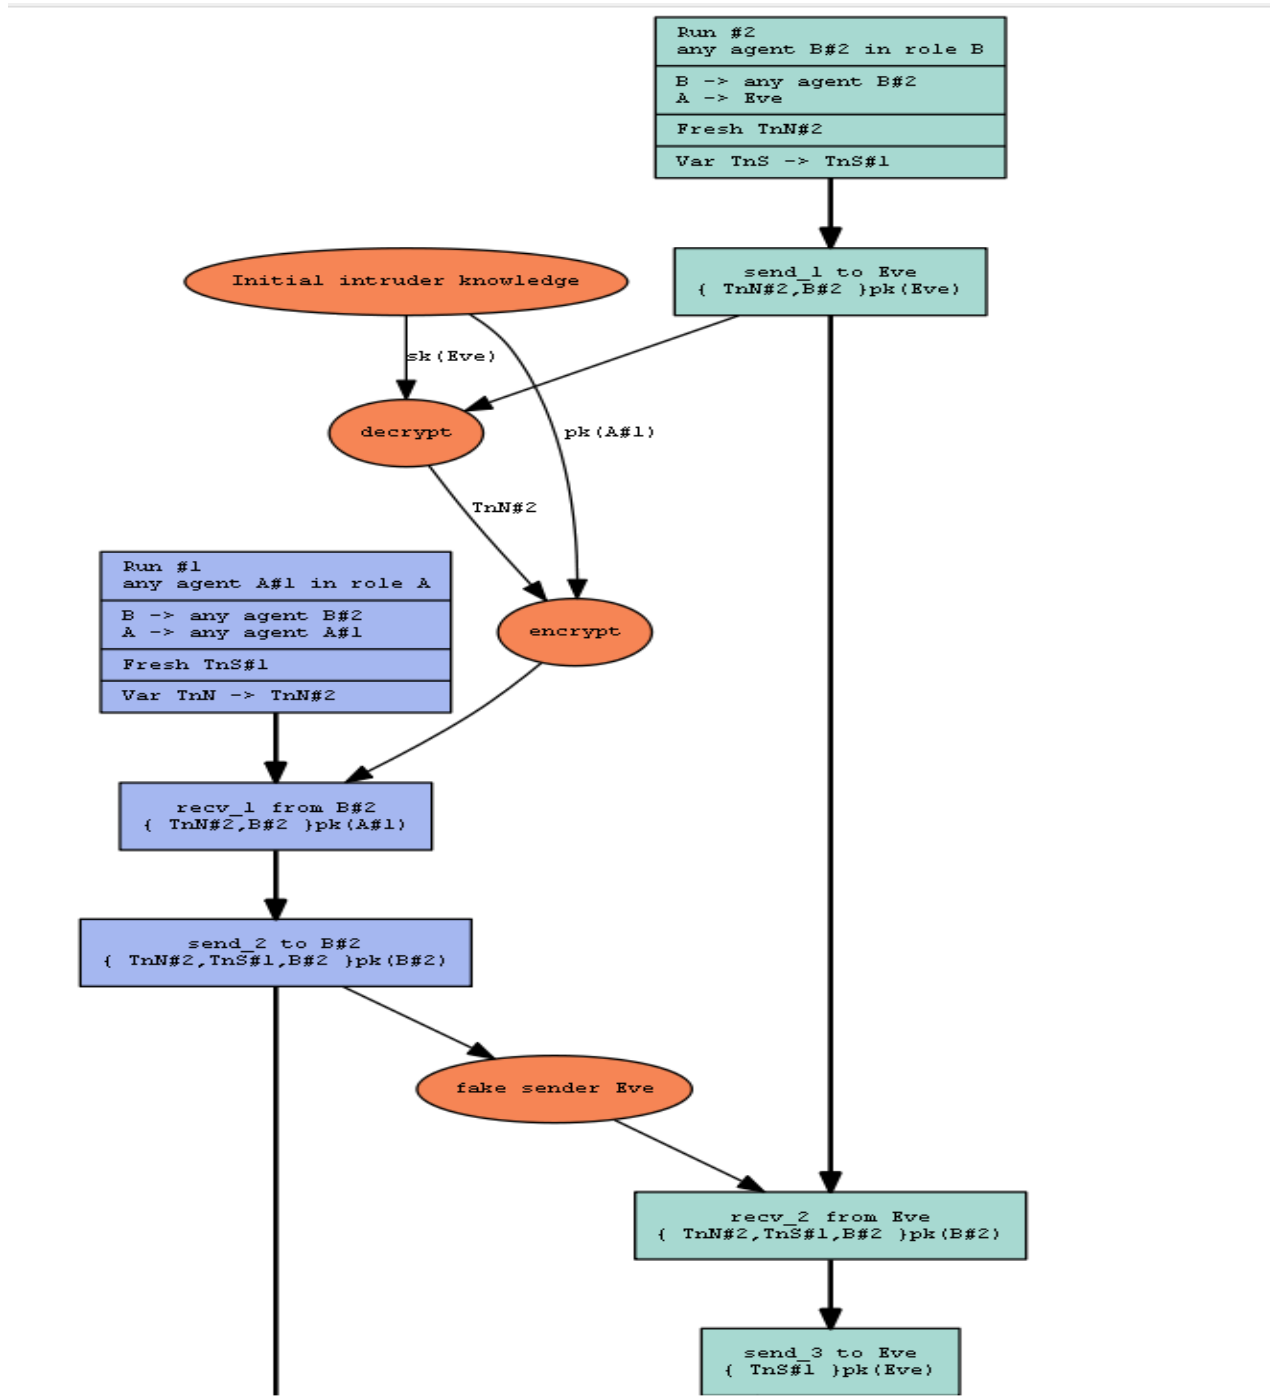 Run #2
any agent B#2 in role B
B -> any agent B#2
A -> Eve
Fresh TnN#2
Var TnS -> TnS#1
send_1 to Eve
{ TnN#2,B#2 }pk(Eve)
Initial intruder knowledge
sk(Eve)
decrypt
pk(A#1)
TnN#2
Run #1
any agent A#1 in role A
B -> any agent B#2
A -> any agent A#1
Fresh TnS#1
Var TnN -> TnN#2
encrypt
recv_1 from B#2
{ TnN#2,B#2 }pk(A#1)
send_2 to B#2
{ TnN#2,TnS#1,B#2 }pk(B#2)
fake sender Eve
recv_2 from Eve
{ TnN#2,TnS#1,B#2 }pk(B#2)
send_3 to Eve
{ TnS#1 }pk(Eve)